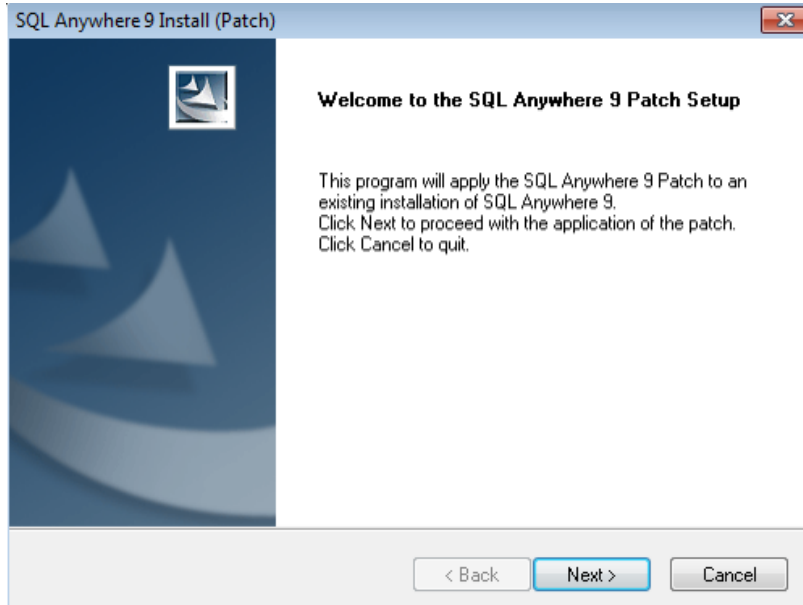 SQL Anywhere 9 Install (Patch)
Welcome to the SQL Anywhere 9 Patch Setup
This program will apply the SQL Anywhere 9 Patch to an
existing installation of SQL Anywhere 9.
Click Next to proceed with the application of the patch.
Click Cancel to quit.
< Back
Next >
Cancel